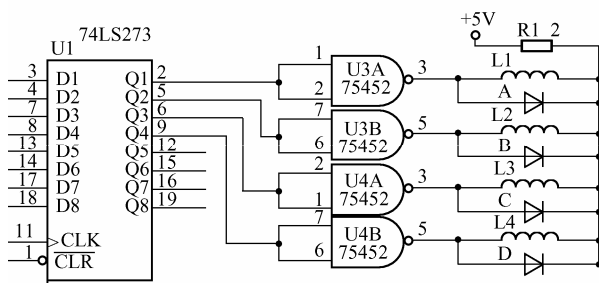 +5V
R1 2
74LS273
U1
3 D1 Q1 2
4 D2 Q2 5
7 D3 Q3 6
8 D4 Q4 9
13 D5 Q5 12
14 D6 Q6 15
17 D7 Q7 16
18 D8 Q8 19
11 CLK
1 CLR
1
2
U3A
75452
3
L1
A
7
6
U3B
75452
5
L2
B
2
1
U4A
75452
3
L3
C
7
6
U4B
75452
5
L4
D